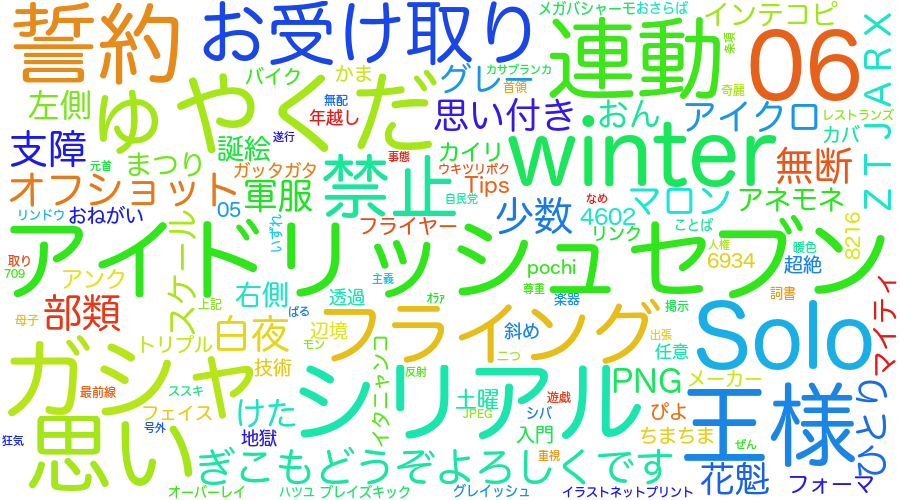 誓約
お受け取り
メガバシャーモおさらば
インテコピ
連動
条項
06
ZTJARX
左側
ゆやくだ
バイク
かま
グレー
カサブランカ
首領
奇麗
レストランズ
無配
年越し
思い付き
おん
アイクロ
カバ
支障
元首
まつり
誕絵
遂行
ガッタガタ
禁止
事態
ウキツリボク
カイリ
winter
無断
オフショット
軍服
自民党
Tips
なめ
マロン
アネモネ
リンドウ
おねがい
05
いずれ
フライヤー
少数
4602
リンク
ことば
8216
アイドリッシュセブン
取り
709
アンク
スケール
主義
ｵﾗｧ
pochi
尊重
人権
6934
暖色
超絶
母子
部類
上記
右側
ばる
透過
楽器
掲示
詞書
マイティ
白夜
辺境
モン
フライング
斜め
二つ
出張
任意
Solo
トリプル
技術
イタニャンコ
反射
ガシャ
最前線
ススキ
フェイス
号外
けた
地獄
シリアル
土曜
JPEG
シバ
遊戯
PNG
メーカー
ぴよ
王様
ひとり
狂気
思い
入門
重視
ちまちま
ぜん
ぎこもどうぞよろしくです
花魁
フォーマ
オーバーレイ
ハツユ
ブレイズキック
グレイッシュ
イラストネットプリント